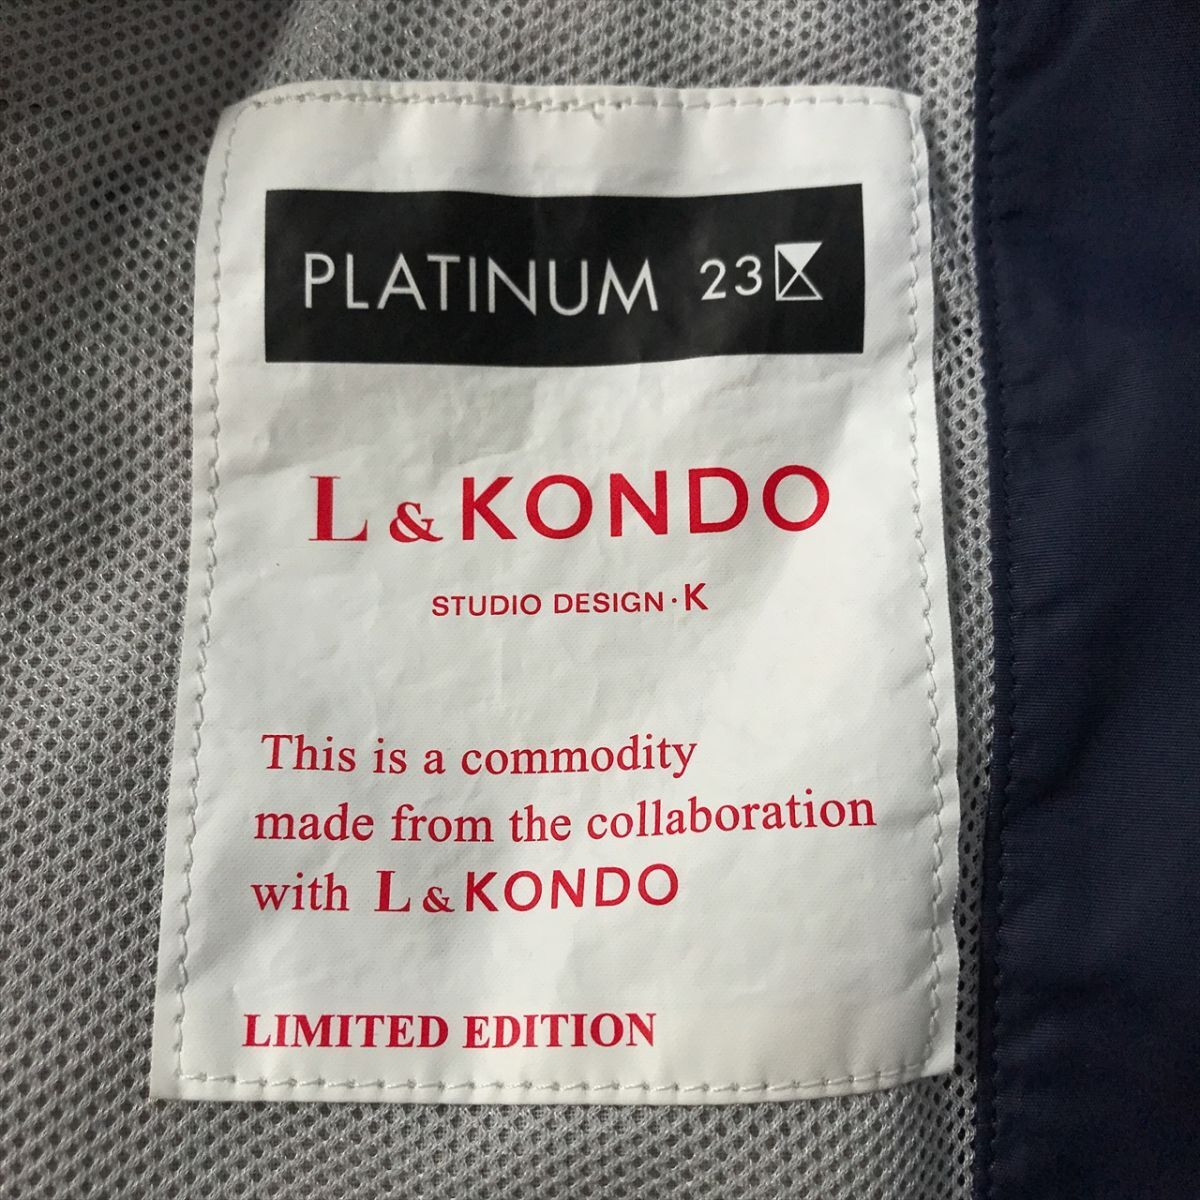 PLATINUM 23K
L & KONDO
STUDIO DESIGN·K
This is a commodity
made from the collaboration
with L & KONDO
LIMITED EDITION